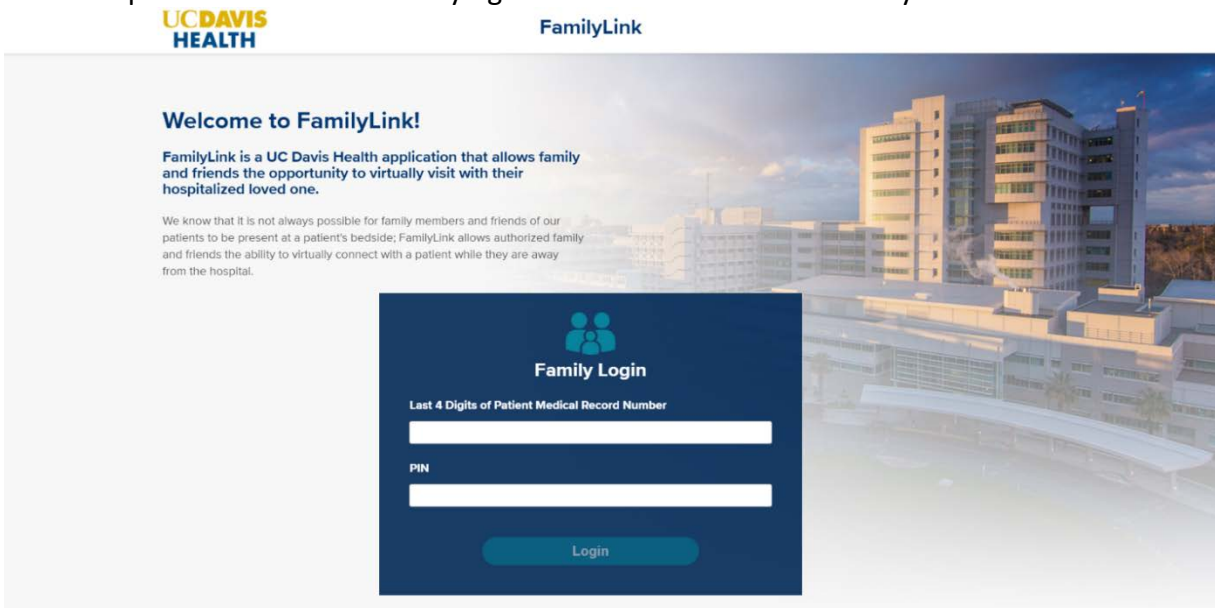 UCDAVIS
HEALTH
FamilyLink
Welcome to FamilyLink!
FamilyLink is a UC Davis Health application that allows family
and friends the opportunity to virtually visit with their
hospitalized loved one.
We know that it is not always possible for family members and friends of our
patients to be present at a patient's bedside; FamilyLink allows authorized family
and friends the ability to virtually connect with a patient while they are away
from the hospital.
Family Login
Last 4 Digits of Patient Medical Record Number
PIN
Login